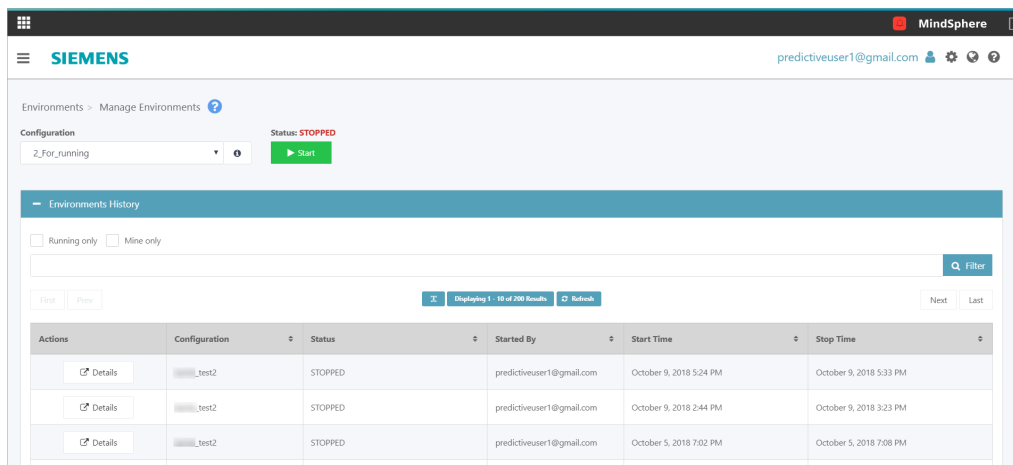 MindSphere
SIEMENS predictiveuser1@gmail.com
Environments > Manage Environments
Configuration Status: STOPPED
2_For_running Start
Environments History
Running only Mine only
Filter
First Prev Displaying 1 - 10 of 200 Results Refresh Next Last
Actions Configuration Status Started By Start Time Stop Time
Details _test2 STOPPED predictiveuser1@gmail.com October 9, 2018 5:24 PM October 9, 2018 5:33 PM
Details _test2 STOPPED predictiveuser1@gmail.com October 9, 2018 2:44 PM October 9, 2018 3:23 PM
Details _test2 STOPPED predictiveuser1@gmail.com October 5, 2018 7:02 PM October 5, 2018 7:08 PM